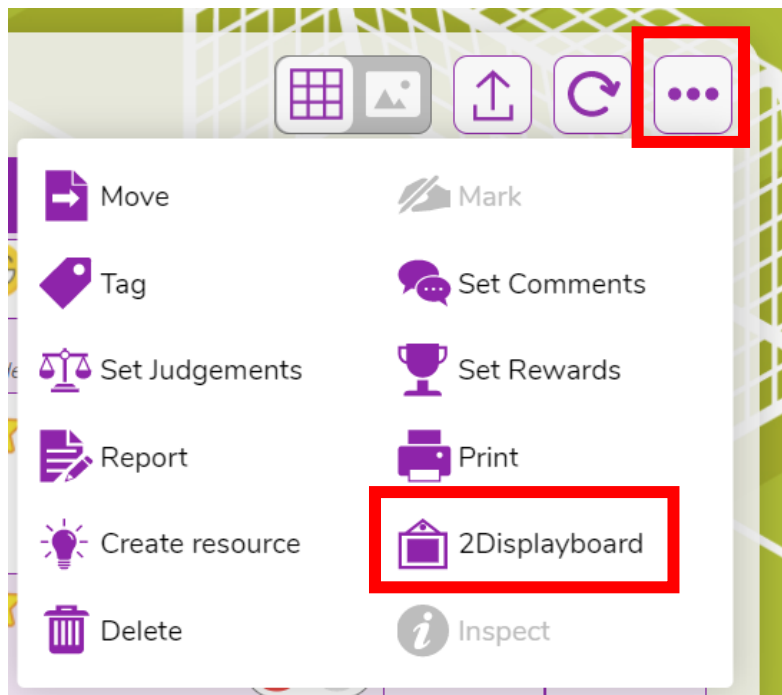 Move
Mark
Tag
Set Comments
Set Judgements
Set Rewards
Report
Print
Create resource
2Displayboard
Delete
Inspect